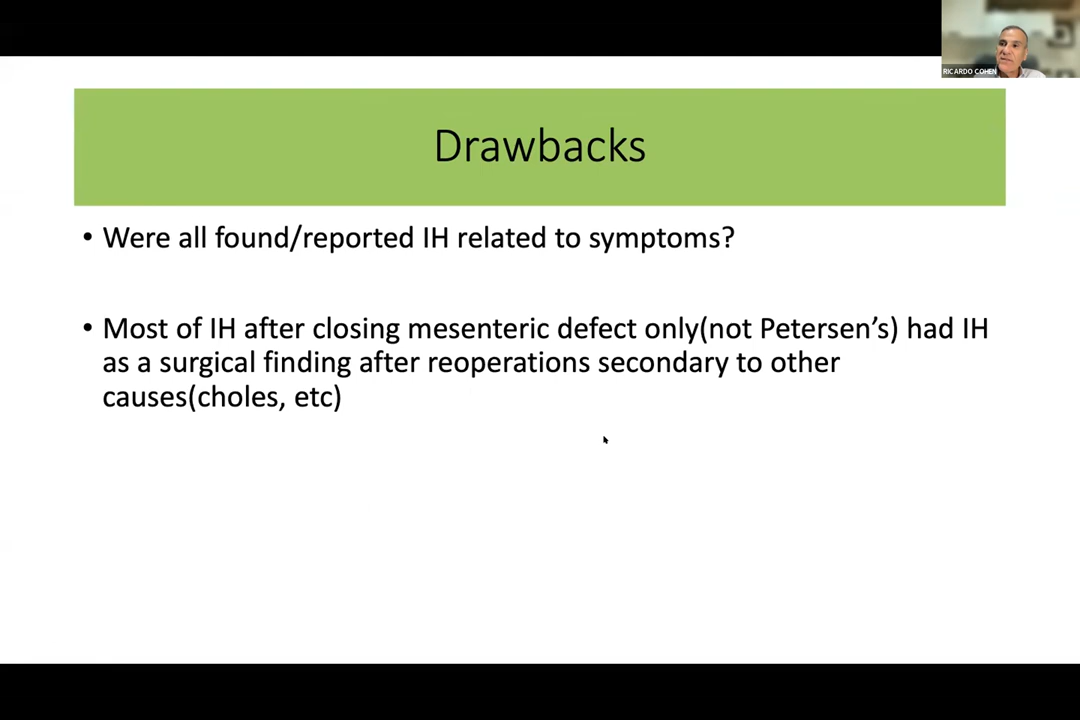 RICARDO COHEN
Drawbacks
• Were all found/reported IH related to symptoms?
• Most of IH after closing mesenteric defect only(not Petersen’s) had IH
as a surgical finding after reoperations secondary to other
causes(choles, etc)